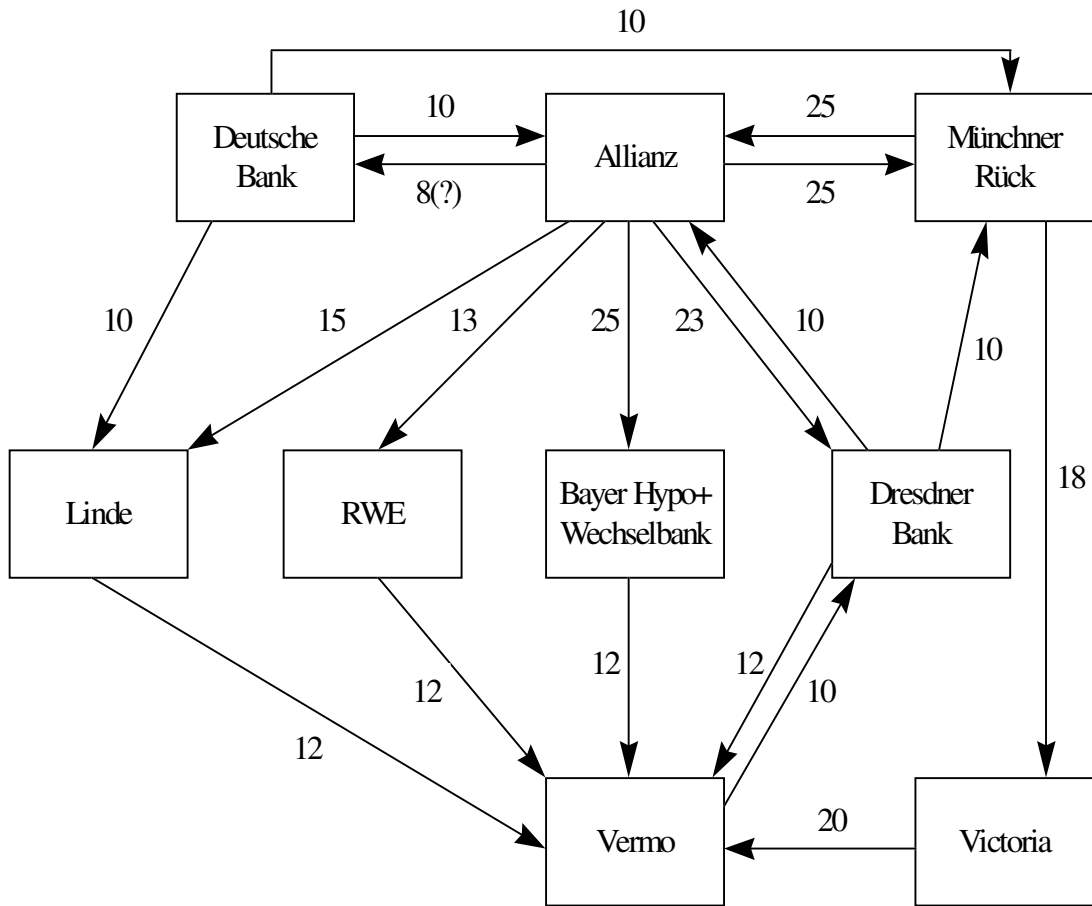 10
Deutsche
Bank
10
8(?)
Allianz
25
25
Münchner
Rück
10
15
13
25
23
10
10
18
Linde
RWE
Bayer Hypo+
Wechselbank
Dresdner
Bank
12
12
12
12
10
Vermo
20
Victoria